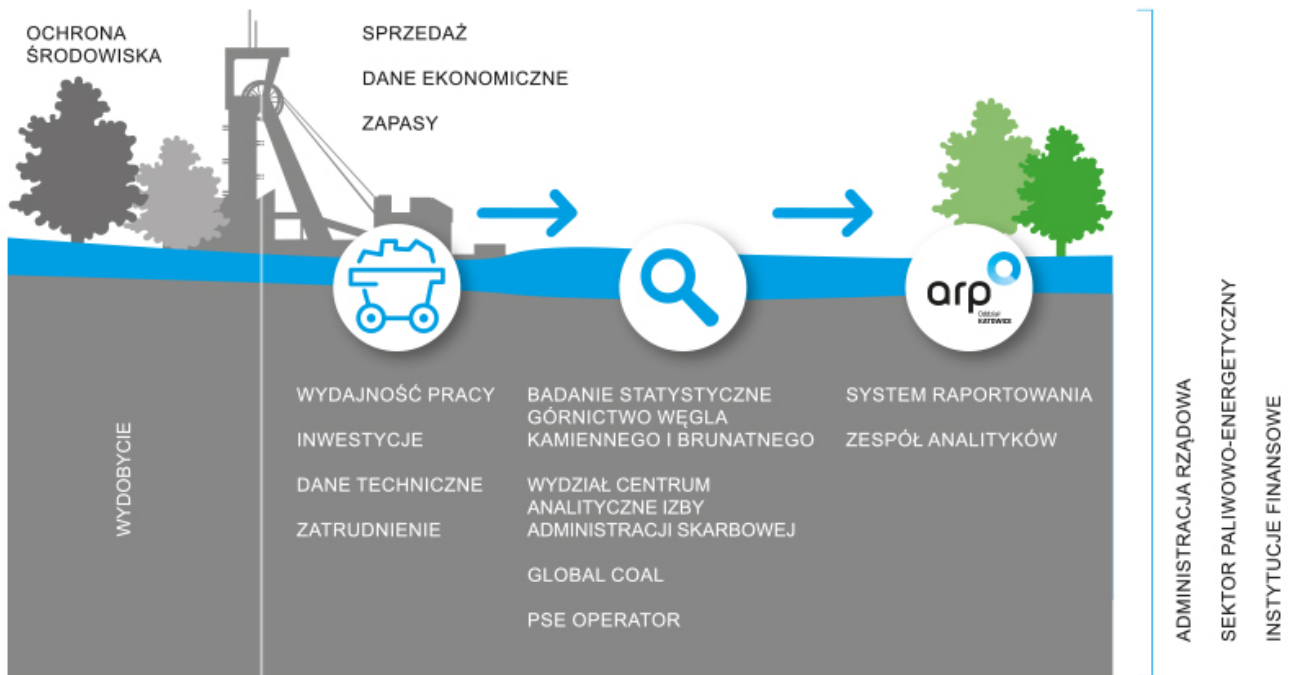 OCHRONA
ŚRODOWISKA
SPRZEDAŻ
DANE EKONOMICZNE
ZAPASY
arp
Oddział
KATOWICE
WYDOBYCIE
WYDAJNOŚĆ PRACY
INWESTYCJE
DANE TECHNICZNE
ZATRUDNIENIE
BADANIE STATYSTYCZNE
GÓRNICTWO WĘGLA
KAMIENNEGO I BRUNATNEGO
WYDZIAŁ CENTRUM
ANALITYCZNE IZBY
ADMINISTRACJI SKARBOWEJ
GLOBAL COAL
PSE OPERATOR
SYSTEM RAPORTOWANIA
ZESPÓŁ ANALITYKÓW
ADMINISTRACJA RZĄDOWA
SEKTOR PALIWOWO-ENERGETYCZNY
INSTYTUCJE FINANSOWE